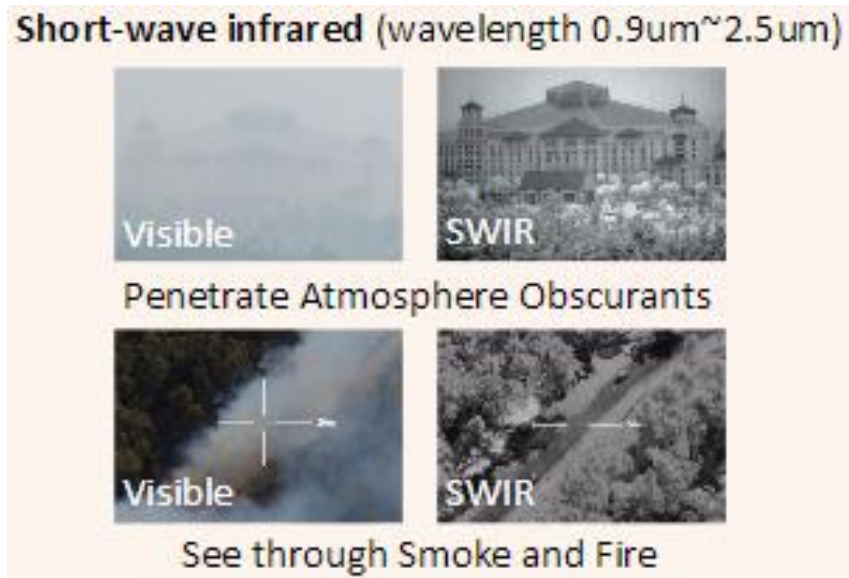 Short-wave infrared (wavelength 0.9um~2.5um)
Visible
SWIR
Penetrate Atmosphere Obscurants
Visible
SWIR
See through Smoke and Fire